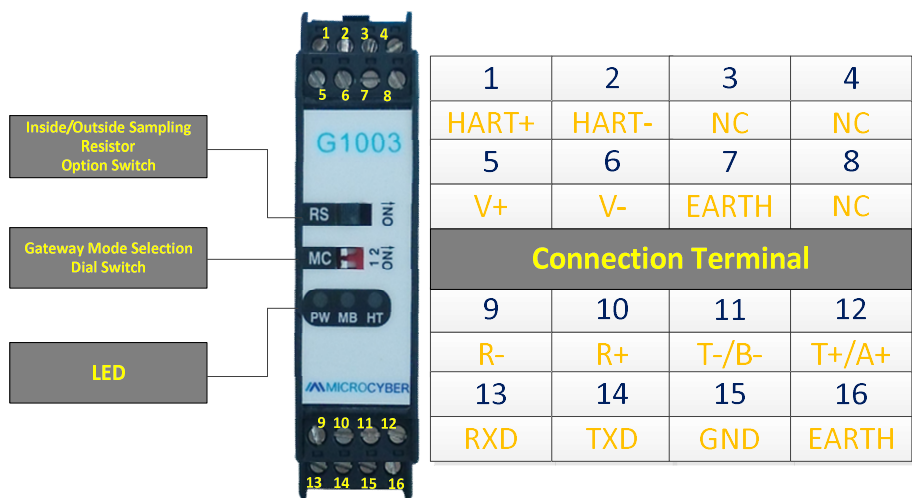 Inside/Outside Sampling
Resistor
Option Switch
Gateway Mode Selection
Dial Switch
LED
1 2 3 4
5 6 7 8
G1003
RS
ON↓
MC
1 2
ON↓
PW MB HT
MICROCYBER
9 10 11 12
13 14 15 16
1 2 3 4
HART+ HART- NC NC
5 6 7 8
V+ V- EARTH NC
Connection Terminal
9 10 11 12
R- R+ T-/B- T+/A+
13 14 15 16
RXD TXD GND EARTH